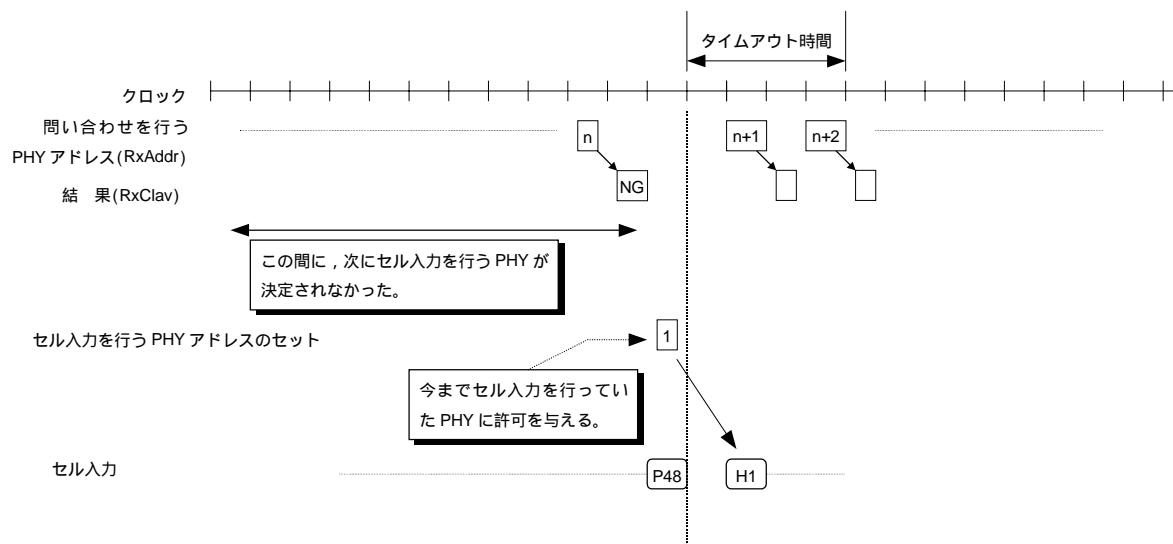 タイムアウト時間
クロック
問い合わせを行う
PHY アドレス(RxAddr)
n
n+1
n+2
結　果(RxClav)
NG
この間に , 次にセル入力を行う PHY が
決定されなかった。
セル入力を行う PHY アドレスのセット
1
今までセル入力を行ってい
た PHY に許可を与える。
セル入力
P48
H1